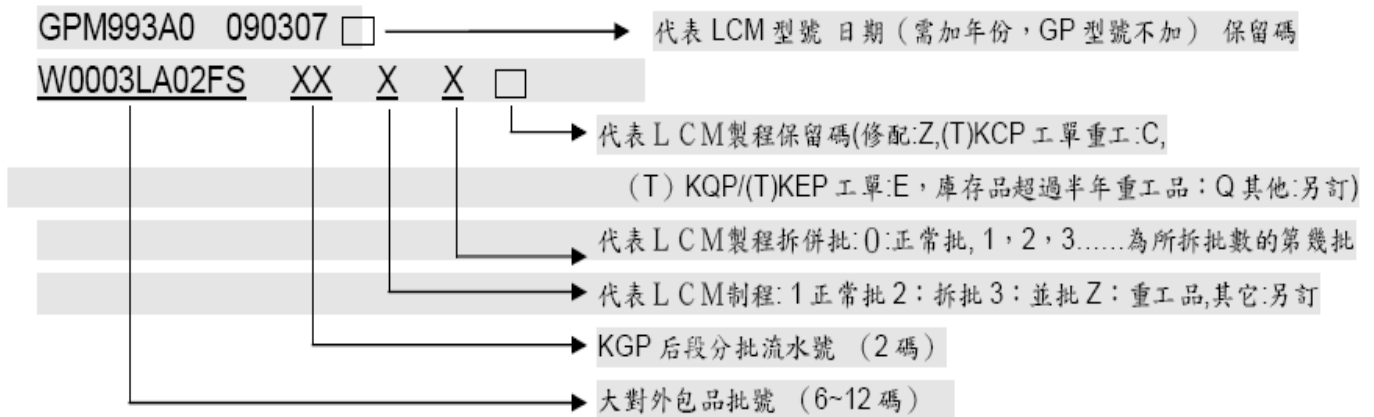 GPM993A0 090307 □ 代表 LCM 型號 日期（需加年份，GP 型號不加） 保留碼
W0003LA02FS XX X X □
代表ＬＣＭ製程保留碼(修配:Z,(T)KCP 工單重工:C,
（T）KQP/(T)KEP 工單:E，庫存品超過半年重工品：Q 其他:另訂)
代表ＬＣＭ製程拆併批:0:正常批, 1，2，3……為所拆批數的第幾批
代表ＬＣＭ制程: 1 正常批 2：拆批 3：並批 Z：重工品,其它:另訂
KGP 后段分批流水號 （2 碼）
大對外包品批號 （6~12 碼）